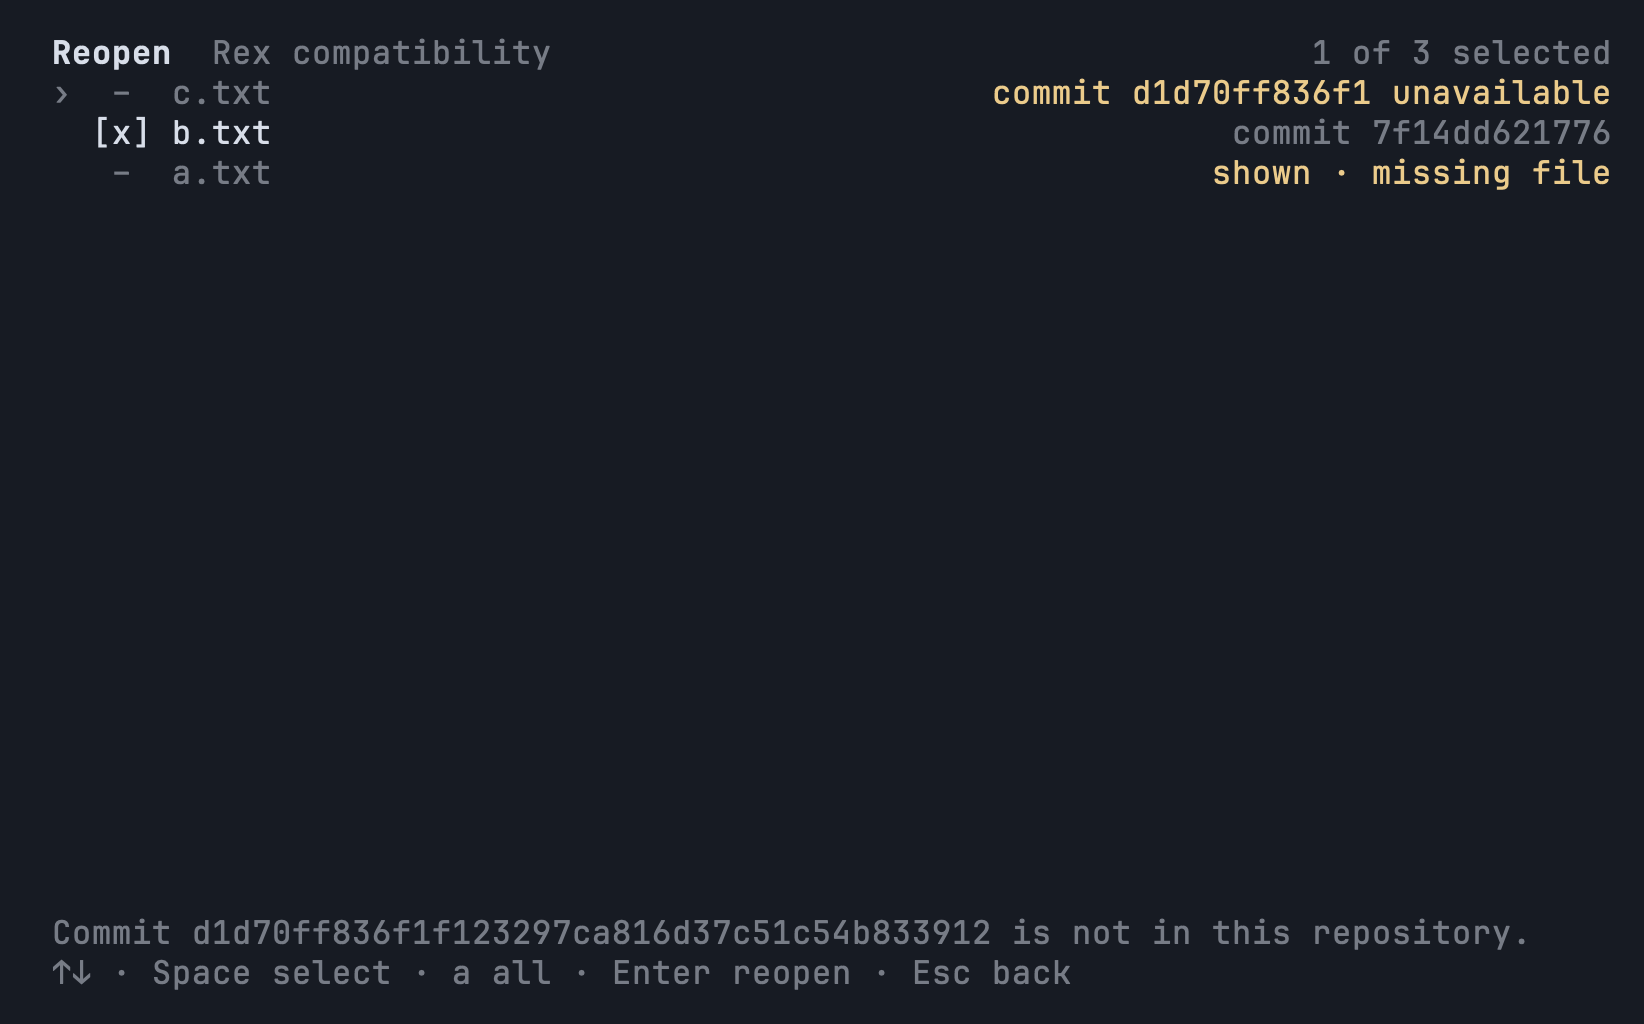 Reopen  Rex compatibility  1 of 3 selected
›  -  c.txt  commit d1d70ff836f1 unavailable
[x] b.txt  commit 7f14dd621776
-  a.txt  shown · missing file
Commit d1d70ff836f1f123297ca816d37c51c54b833912 is not in this repository.
↑↓ · Space select · a all · Enter reopen · Esc back